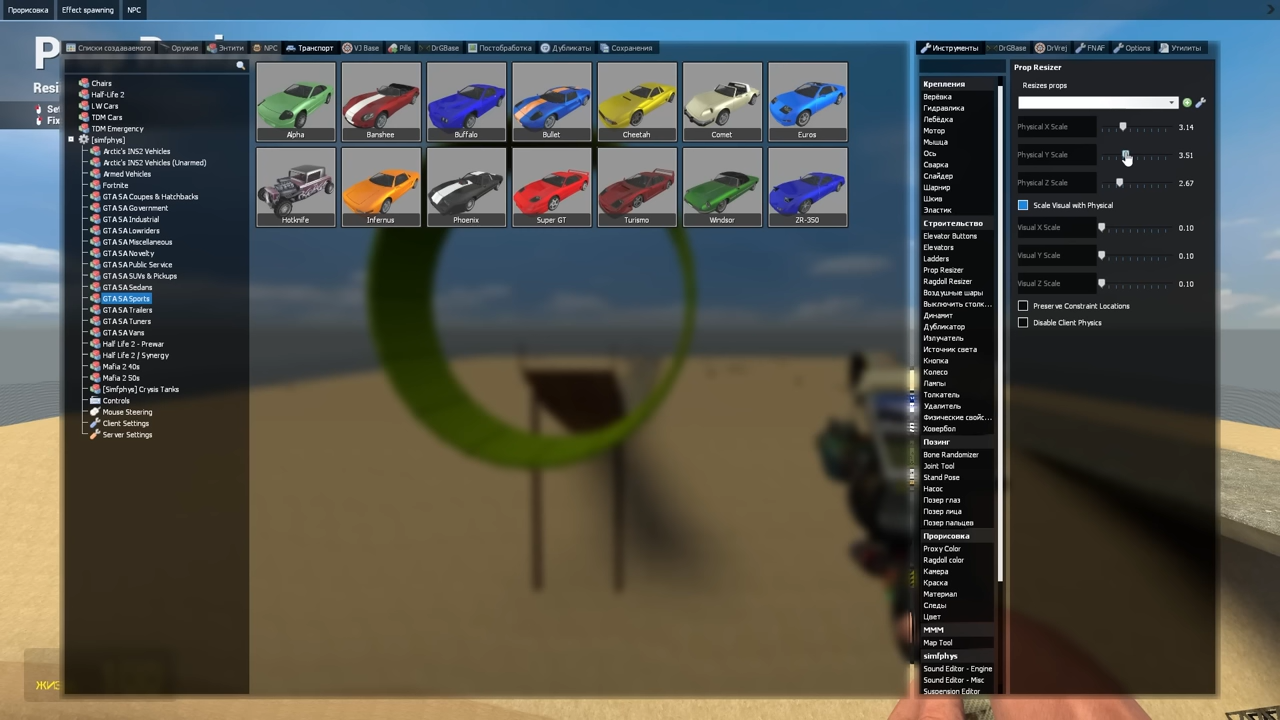 Прорисовка Effect spawning NPC
Resi
Se
Fix
Списки создаваемого Оружие Энтити NPC Транспорт VJ Base Pills DrGBase Постобработка Дубликаты Сохранения
Chairs
Half-Life 2
LW Cars
TDM Cars
TDM Emergency
[simfphys]
Arctic's INS2 Vehicles
Arctic's INS2 Vehicles (Unarmed)
Armed Vehicles
Fortnite
GTA SA Coupes & Hatchbacks
GTA SA Government
GTA SA Industrial
GTA SA Lowriders
GTA SA Miscellaneous
GTA SA Novelty
GTA SA Public Service
GTA SA SUVs & Pickups
GTA SA Sedans
GTA SA Sports
GTA SA Trailers
GTA SA Tuners
GTA SA Vans
Half Life 2 - Prewar
Half Life 2 / Synergy
Mafia 2 40s
Mafia 2 50s
[Simfphys] Crysis Tanks
Controls
Mouse Steering
Client Settings
Server Settings
Alpha Banshee Buffalo Bullet Cheetah Comet Euros
Hotknife Infernus Phoenix Super GT Turismo Windsor ZR-350
Инструменты DrGBase DrVrej FNAF Options Утилиты
Крепления
Верёвка
Гидравлика
Лебёдка
Мотор
Мышца
Ось
Сварка
Слайдер
Шарнир
Шкив
Эластик
Строительство
Elevator Buttons
Elevators
Ladders
Prop Resizer
Ragdoll Resizer
Воздушные шары
Выключить столк...
Динамит
Дубликатор
Излучатель
Источник света
Кнопка
Колесо
Лампы
Толкатель
Удалитель
Физические свойс...
Ховербол
Позинг
Bone Randomizer
Joint Tool
Stand Pose
Насос
Позер глаз
Позер лица
Позер пальцев
Прорисовка
Proxy Color
Ragdoll color
Камера
Краска
Материал
Следы
Цвет
MMM
Map Tool
simfphys
Sound Editor - Engine
Sound Editor - Misc
Suspension Editor
Prop Resizer
Resizes props
Physical X Scale 3.14
Physical Y Scale 3.51
Physical Z Scale 2.67
Scale Visual with Physical
Visual X Scale 0.10
Visual Y Scale 0.10
Visual Z Scale 0.10
Preserve Constraint Locations
Disable Client Physics